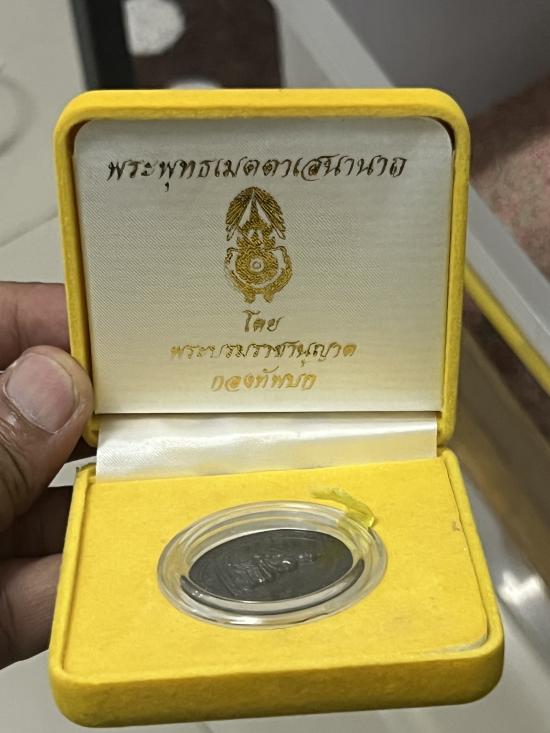 พระพุทธเมตตาเสนานาถ
โดย
พระบรมราชานุญาต
กองทัพบก